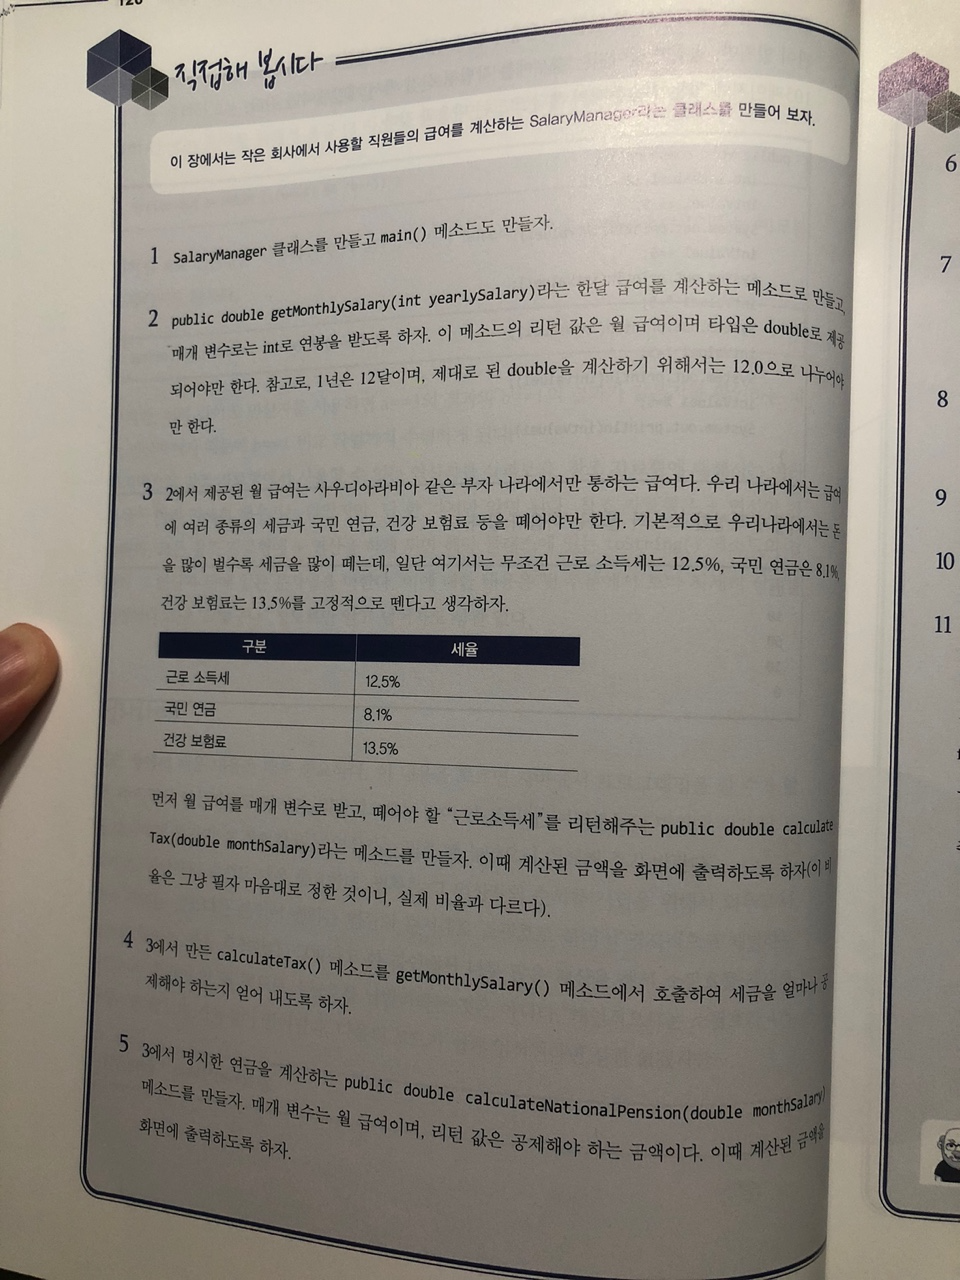 직접해 봅시다
이 장에서는 작은 회사에서 사용할 직원들의 급여를 계산하는 SalaryManager라는 클래스를 만들어 보자.
1 SalaryManager 클래스를 만들고 main() 메소드도 만들자.
2 public double getMonthlySalary(int yearlySalary)라는 한달 급여를 계산하는 메소드로 만들고,
매개 변수로는 int로 연봉을 받도록 하자. 이 메소드의 리턴 값은 월 급여이며 타입은 double로 제공
되어야만 한다. 참고로, 1년은 12달이며, 제대로 된 double을 계산하기 위해서는 12.0으로 나누어야
만 한다.
3 2에서 제공된 월 급여는 사우디아라비아 같은 부자 나라에서만 통하는 급여다. 우리 나라에서는 급여
에 여러 종류의 세금과 국민 연금, 건강 보험료 등을 떼어야만 한다. 기본적으로 우리나라에서는 돈
을 많이 벌수록 세금을 많이 떼는데, 일단 여기서는 무조건 근로 소득세는 12.5%, 국민 연금은 8.1%,
건강 보험료는 13.5%를 고정적으로 뗀다고 생각하자.
구분 세율
근로 소득세 12.5%
국민 연금 8.1%
건강 보험료 13.5%
먼저 월 급여를 매개 변수로 받고, 떼어야 할 “근로소득세”를 리턴해주는 public double calculate
Tax(double monthSalary)라는 메소드를 만들자. 이때 계산된 금액을 화면에 출력하도록 하자(이 비
율은 그냥 필자 마음대로 정한 것이니, 실제 비율과 다르다).
4 3에서 만든 calculateTax() 메소드를 getMonthlySalary() 메소드에서 호출하여 세금을 얼마나 공
제해야 하는지 얻어 내도록 하자.
5 3에서 명시한 연금을 계산하는 public double calculateNationalPension(double monthSalary)
메소드를 만들자. 매개 변수는 월 급여이며, 리턴 값은 공제해야 하는 금액이다. 이때 계산된 금액을
화면에 출력하도록 하자.
6
7
8
9
10
11